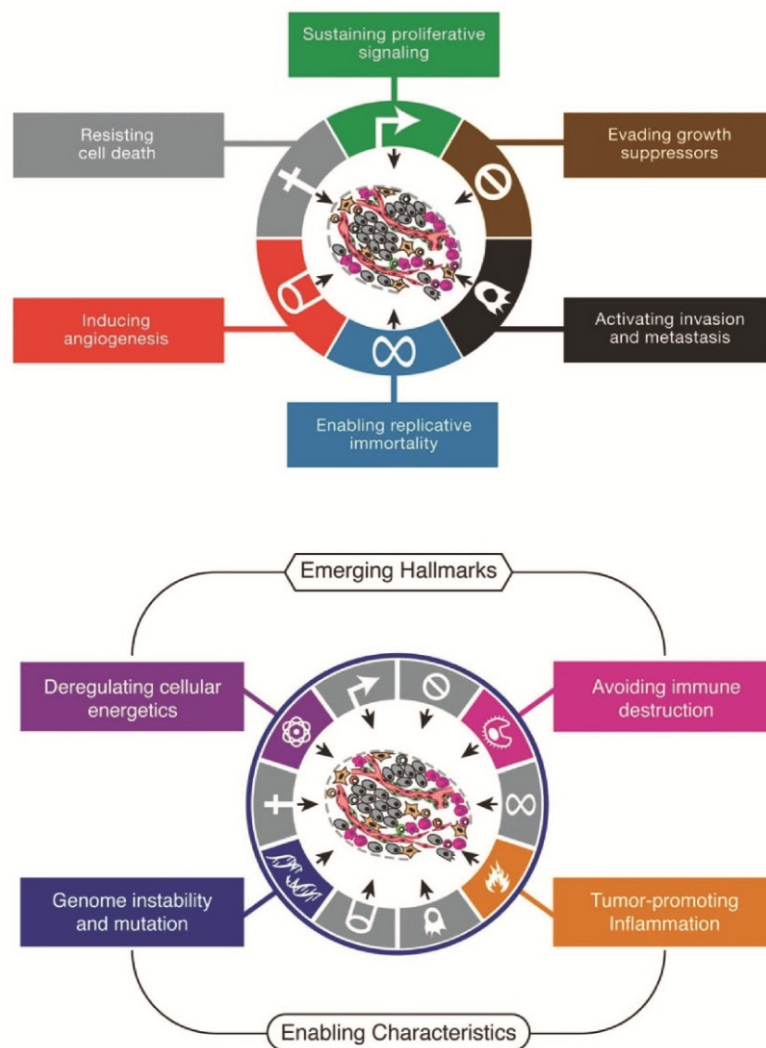 Sustaining proliferative
signaling
Resisting
cell death
Evading growth
suppressors
Inducing
angiogenesis
Activating invasion
and metastasis
Enabling replicative
immortality
Emerging Hallmarks
Deregulating cellular
energetics
Avoiding immune
destruction
Genome instability
and mutation
Tumor-promoting
Inflammation
Enabling Characteristics